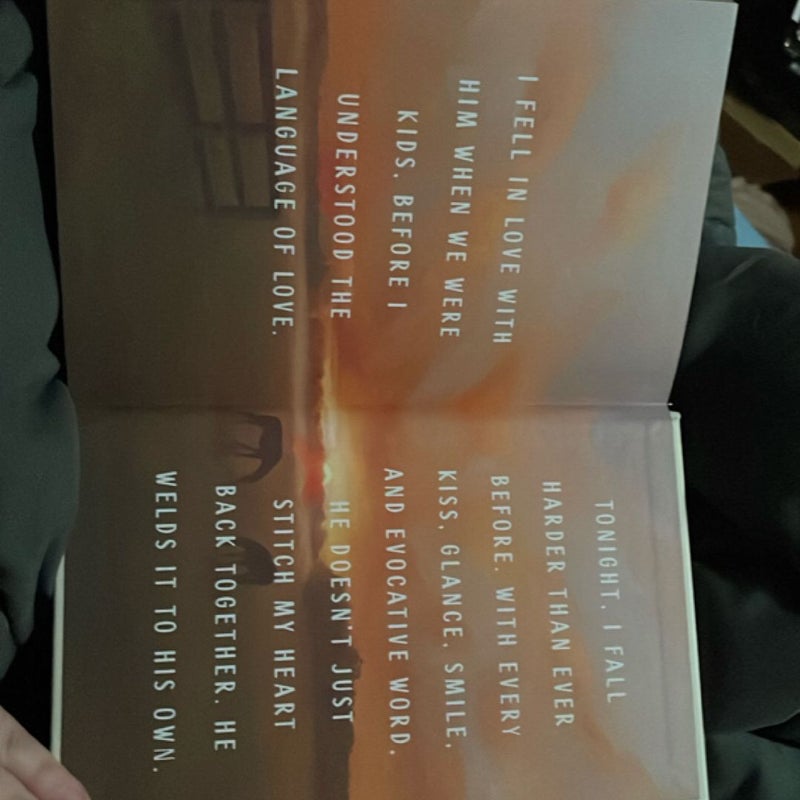 I FELL IN LOVE WITH
HIM WHEN WE WERE
KIDS, BEFORE I
UNDERSTOOD THE
LANGUAGE OF LOVE.
TONIGHT, I FALL
HARDER THAN EVER
BEFORE. WITH EVERY
KISS, GLANCE, SMILE,
AND EVOCATIVE WORD.
HE DOESN'T JUST
STITCH MY HEART
BACK TOGETHER. HE
WELDS IT TO HIS OWN.